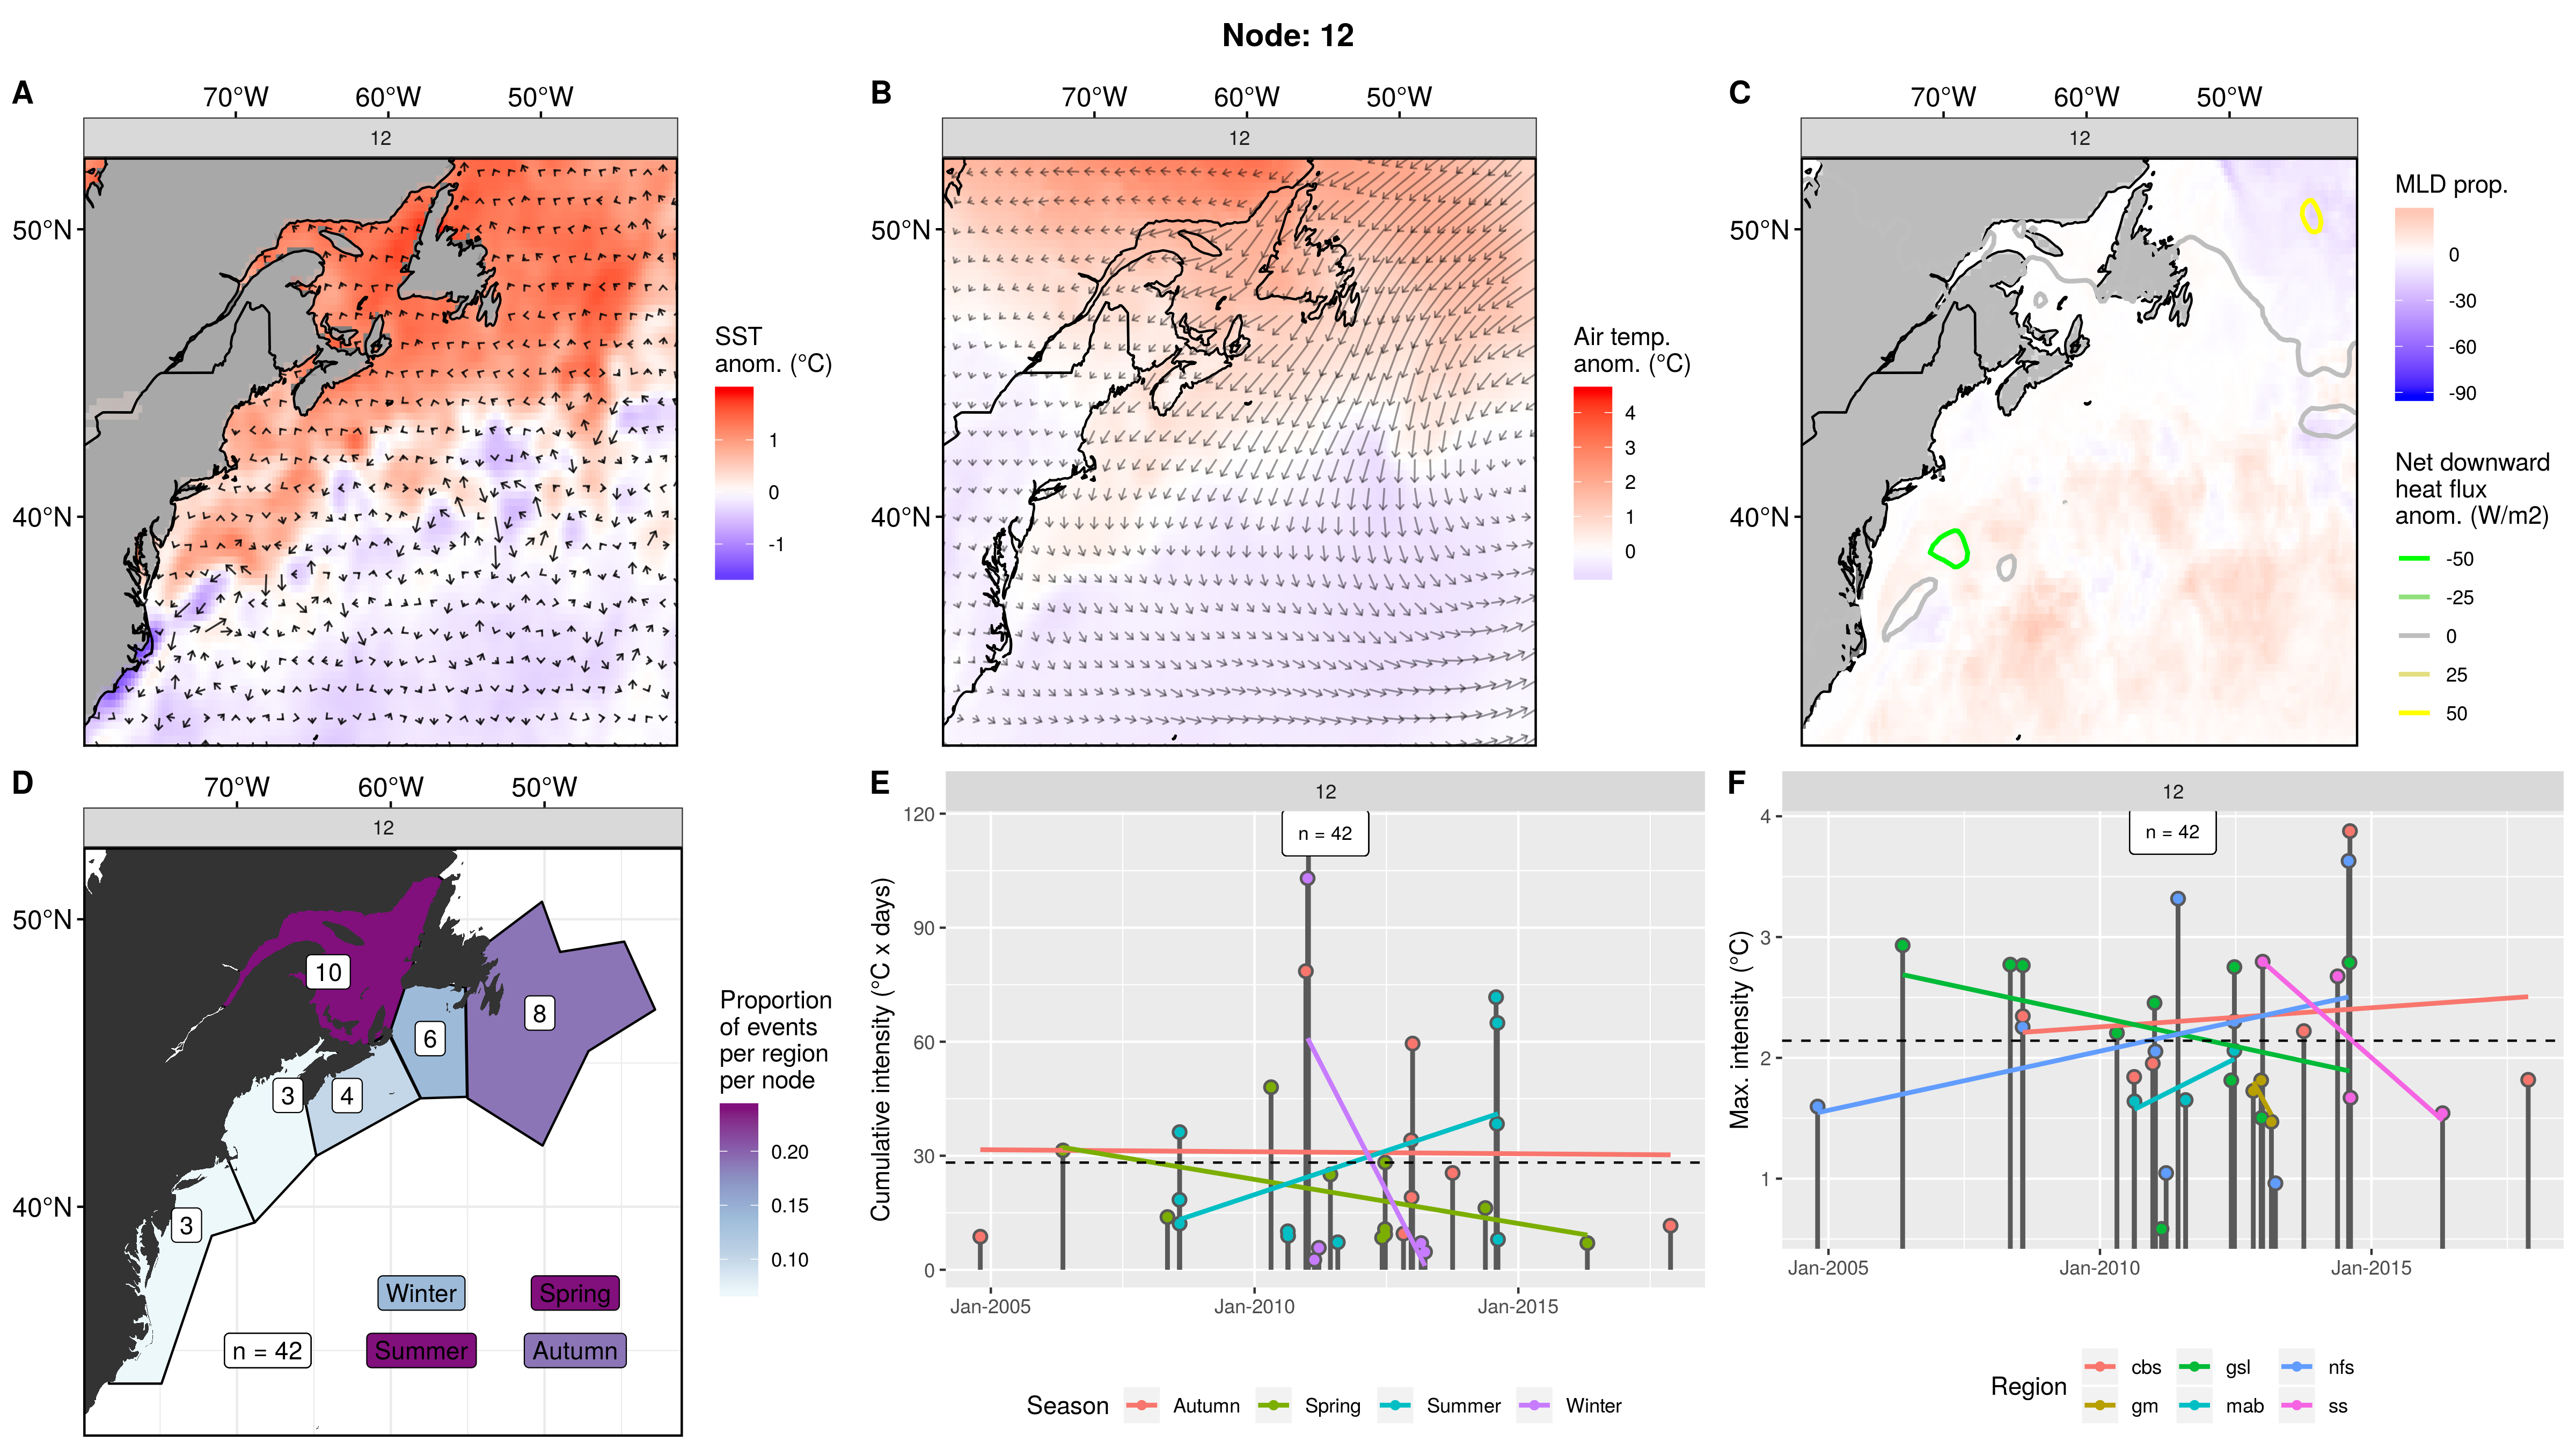 Node: 12
A
70°W 60°W 50°W
12
50°N
40°N
SST
anom. (°C)
1
0
-1
B
70°W 60°W 50°W
12
50°N
40°N
Air temp.
anom. (°C)
4
3
2
1
0
C
70°W 60°W 50°W
12
50°N
40°N
MLD prop.
0
-30
-60
-90
Net downward
heat flux
anom. (W/m2)
-50
-25
0
25
50
D
70°W 60°W 50°W
12
50°N
40°N
10
8
6
3
4
3
Winter Spring
n = 42 Summer Autumn
Proportion
of events
per region
per node
0.20
0.15
0.10
E
12
n = 42
Cumulative intensity (°C x days)
120
90
60
30
0
Jan-2005 Jan-2010 Jan-2015
Season Autumn Spring Summer Winter
F
12
n = 42
Max. intensity (°C)
4
3
2
1
Jan-2005 Jan-2010 Jan-2015
Region
cbs gsl nfs
gm mab ss